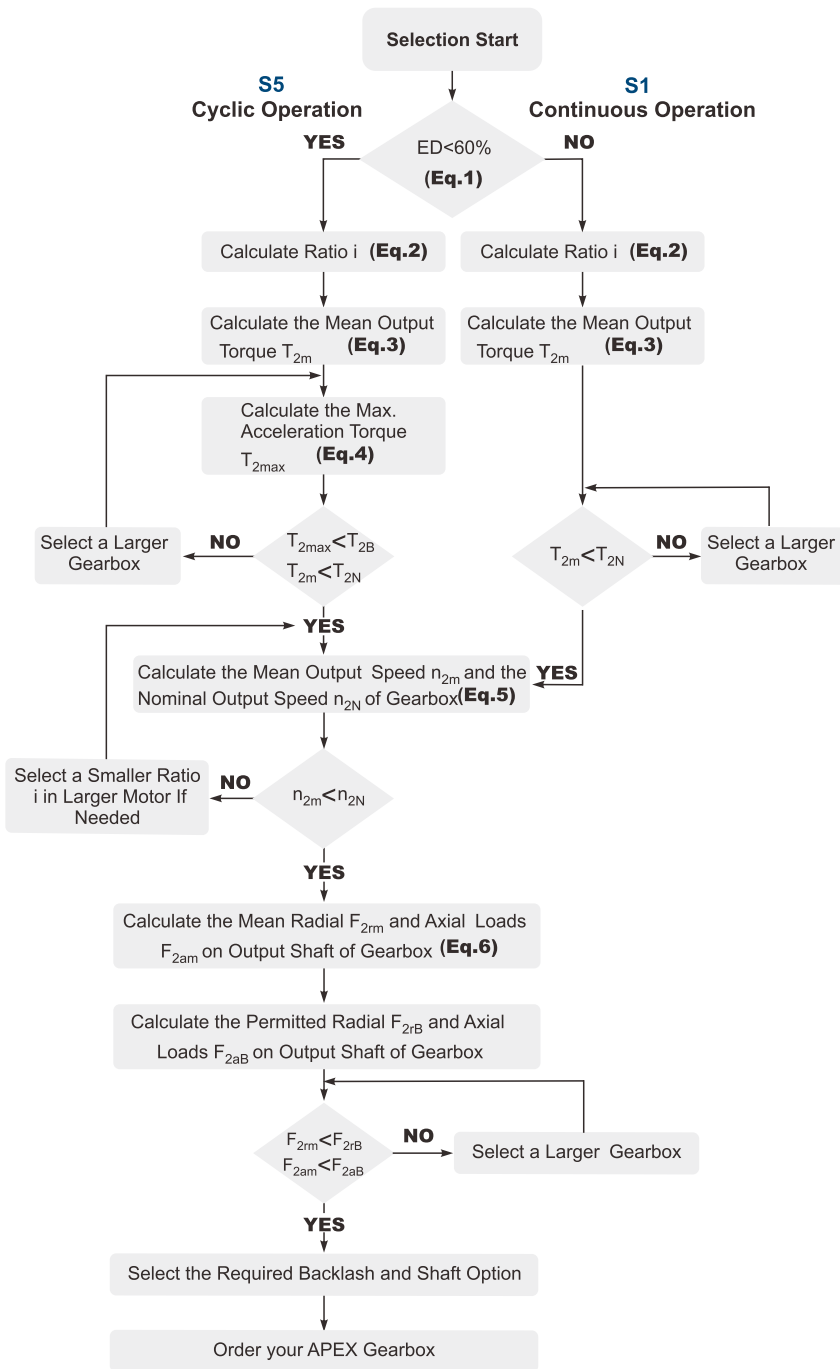 Selection Start
S5
Cyclic Operation
S1
Continuous Operation
YES
ED<60%
(Eq.1)
NO
Calculate Ratio i (Eq.2)
Calculate Ratio i (Eq.2)
Calculate the Mean Output
Torque T2m (Eq.3)
Calculate the Mean Output
Torque T2m (Eq.3)
Calculate the Max.
Acceleration Torque
T2max (Eq.4)
Select a Larger
Gearbox
NO
T2max<T2B
T2m<T2N
T2m<T2N
NO
Select a Larger
Gearbox
YES
Calculate the Mean Output Speed n2m and the
Nominal Output Speed n2N of Gearbox(Eq.5)
YES
Select a Smaller Ratio
i in Larger Motor If
Needed
NO
n2m<n2N
YES
Calculate the Mean Radial F2rm and Axial Loads
F2am on Output Shaft of Gearbox (Eq.6)
Calculate the Permitted Radial F2rB and Axial
Loads F2aB on Output Shaft of Gearbox
F2rm<F2rB
F2am<F2aB
NO
Select a Larger Gearbox
YES
Select the Required Backlash and Shaft Option
Order your APEX Gearbox